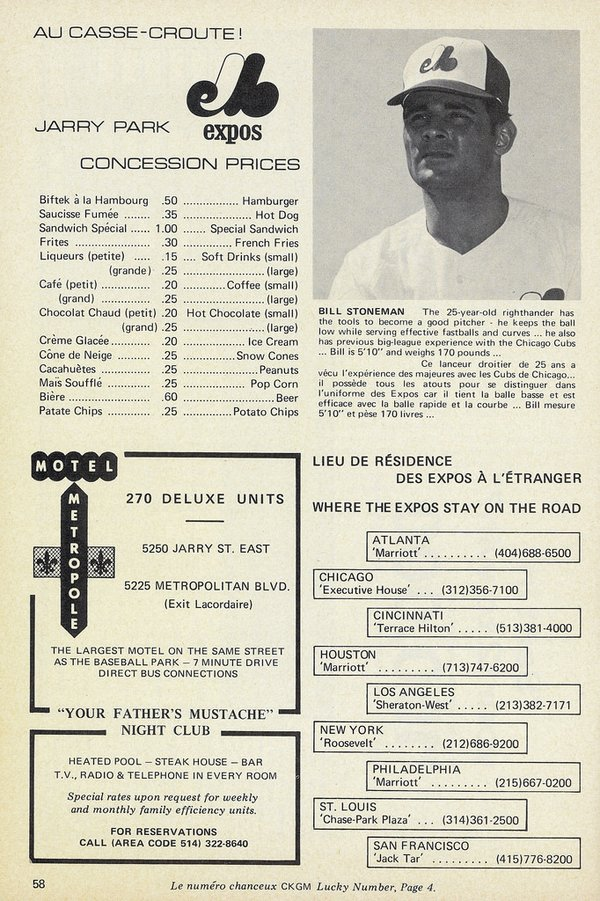 AU CASSE-CROUTE!
eb
expos
JARRY PARK
CONCESSION PRICES
Biftek à la Hambourg .50 .................. Hamburger
Saucisse Fumée ........ .35 ...................... Hot Dog
Sandwich Spécial ...... 1.00 ....... Special Sandwich
Frites ........................ .30 ............... French Fries
Liqueurs (petite) ..... .15 .... Soft Drinks (small)
(grande) .25 ........................... (large)
Café (petit) ............... .20 ............. Coffee (small)
(grand) ............. .25 ........................... (large)
Chocolat Chaud (petit) .20 Hot Chocolate (small)
(grand) .25 ........................... (large)
Crème Glacée............ .20 .................... Ice Cream
Cône de Neige .......... .25 ................. Snow Cones
Cacahuètes ............... .25 ......................... Peanuts
Maïs Soufflé ............. .25 .................... Pop Corn
Bière .......................... .60 .............................. Beer
Patate Chips .............. .25 ................ Potato Chips
BILL STONEMAN The 25-year-old righthander has
the tools to become a good pitcher - he keeps the ball
low while serving effective fastballs and curves ... he also
has previous big-league experience with the Chicago Cubs
... Bill is 5'10" and weighs 170 pounds ...
Ce lanceur droitier de 25 ans a
vécu l'expérience des majeures avec les Cubs de Chicago...
il possède tous les atouts pour se distinguer dans
l'uniforme des Expos car il tient la balle basse et est
efficace avec la balle rapide et la courbe ... Bill mesure
5'10" et pèse 170 livres ...
MOTEL
METROPOLE
270 DELUXE UNITS
5250 JARRY ST. EAST
5225 METROPOLITAN BLVD.
(Exit Lacordaire)
THE LARGEST MOTEL ON THE SAME STREET
AS THE BASEBALL PARK – 7 MINUTE DRIVE
DIRECT BUS CONNECTIONS
"YOUR FATHER'S MUSTACHE"
NIGHT CLUB
HEATED POOL – STEAK HOUSE – BAR
T.V., RADIO & TELEPHONE IN EVERY ROOM
Special rates upon request for weekly
and monthly family efficiency units.
FOR RESERVATIONS
CALL (AREA CODE 514) 322-8640
LIEU DE RÉSIDENCE
DES EXPOS À L'ÉTRANGER
WHERE THE EXPOS STAY ON THE ROAD
ATLANTA
'Marriott' .......... (404)688-6500
CHICAGO
'Executive House' ... (312)356-7100
CINCINNATI
'Terrace Hilton' ..... (513)381-4000
HOUSTON
'Marriott' ......... (713)747-6200
LOS ANGELES
'Sheraton-West' ..... (213)382-7171
NEW YORK
'Roosevelt' ........ (212)686-9200
PHILADELPHIA
'Marriott' ......... (215)667-0200
ST. LOUIS
'Chase-Park Plaza' ... (314)361-2500
SAN FRANCISCO
'Jack Tar' ......... (415)776-8200
58
Le numéro chanceux CKGM Lucky Number, Page 4.